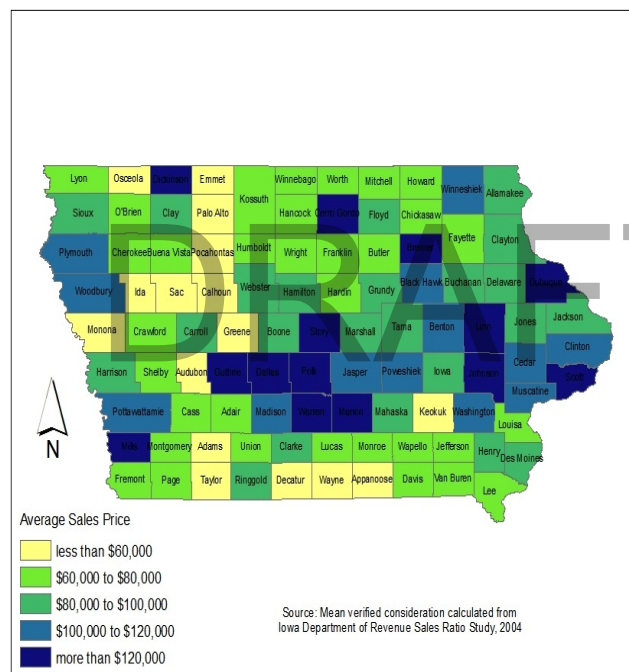 Lyon Osceola Dickinson Emmet Winnebago Worth Mitchell Howard Winneshiek Allamakee
Kossuth
Sioux O'Brien Clay Palo Alto Hancock Cerro Gordo Floyd Chickasaw
Fayette Clayton
Plymouth Cherokee Buena Vista Pocahontas Humboldt Wright Franklin Butler Bremer
Woodbury Ida Sac Calhoun Webster Hamilton Hardin Grundy Black Hawk Buchanan Delaware Dubuque
Jackson
Monona Crawford Carroll Greene Boone Story Marshall Tama Benton Linn Jones
Clinton
Cedar
Harrison Shelby Audubon Guthrie Dallas Polk Jasper Poweshiek Iowa Johnson Scott
Muscatine
Pottawattamie Cass Adair Madison Warren Marion Mahaska Keokuk Washington
Louisa
Mills Montgomery Adams Union Clarke Lucas Monroe Wapello Jefferson Henry Des Moines
Fremont Page Taylor Ringgold Decatur Wayne Appanoose Davis Van Buren Lee
DRAFT
N
Average Sales Price
less than $60,000
$60,000 to $80,000
$80,000 to $100,000
$100,000 to $120,000
more than $120,000
Source: Mean verified consideration calculated from
Iowa Department of Revenue Sales Ratio Study, 2004